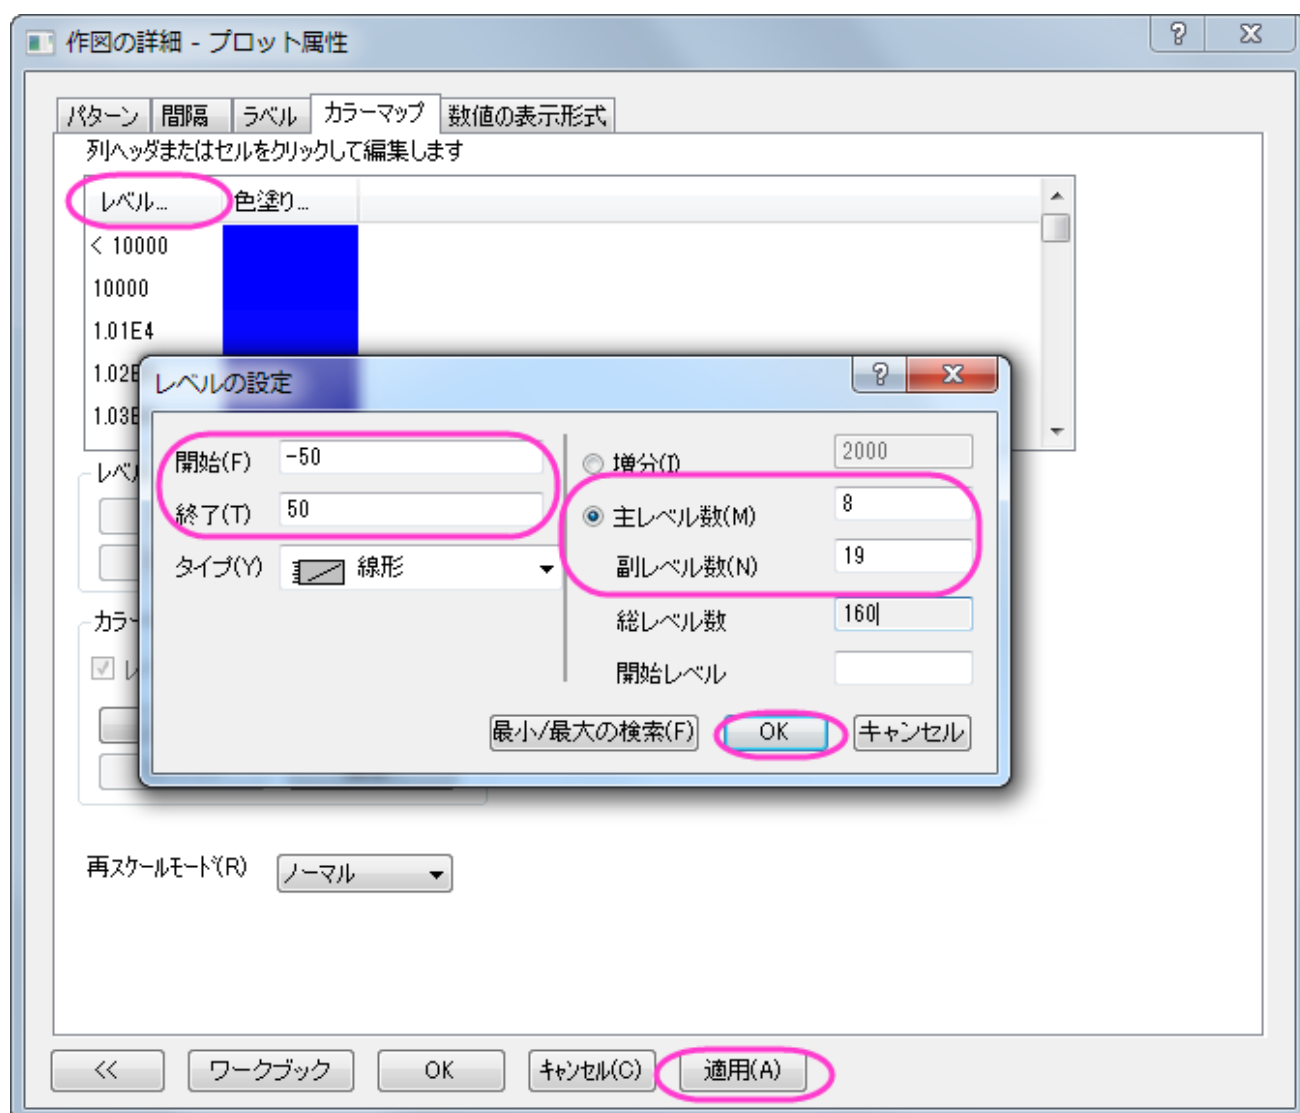 作図の詳細 - プロット属性
パターン 間隔 ラベル カラーマップ 数値の表示形式
列ヘッダまたはセルをクリックして編集します
レベル... 色塗り...
< 10000
10000
1.01E4
1.02E
1.03E
レベルの設定
開始(F) -50 増分(I) 2000
終了(T) 50 主レベル数(M) 8
タイプ(Y) 線形 副レベル数(N) 19
総レベル数 160
開始レベル
最小/最大の検索(F) OK キャンセル
レベ
カラー
レ
再スケールモード(R) ノーマル
<< ワークブック OK キャンセル(C) 適用(A)